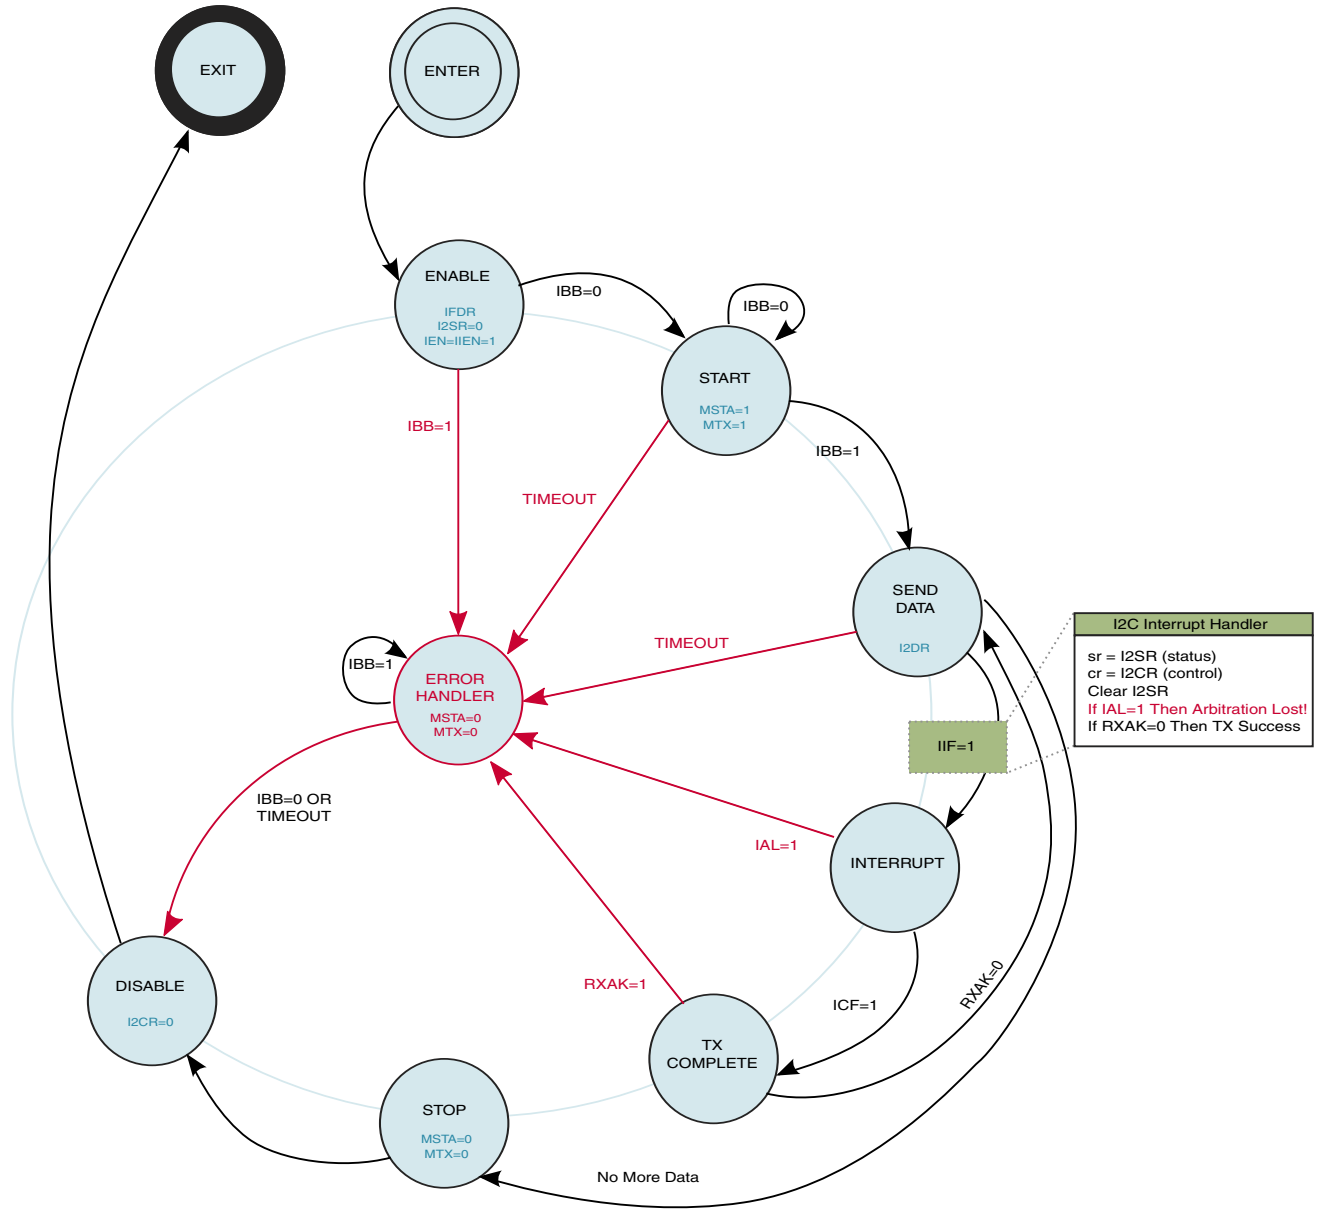 EXIT
ENTER
ENABLE
IFDR
I2SR=0
IEN=IIEN=1
IBB=0
IBB=0
START
MSTA=1
MTX=1
IBB=1
IBB=1
TIMEOUT
SEND
DATA
I2DR
TIMEOUT
I2C Interrupt Handler
sr = I2SR (status)
cr = I2CR (control)
Clear I2SR
If IAL=1 Then Arbitration Lost!
If RXAK=0 Then TX Success
IBB=1
ERROR
HANDLER
MSTA=0
MTX=0
IIF=1
IBB=0 OR
TIMEOUT
IAL=1
INTERRUPT
RXAK=1
RXAK=0
ICF=1
DISABLE
I2CR=0
TX
COMPLETE
STOP
MSTA=0
MTX=0
No More Data